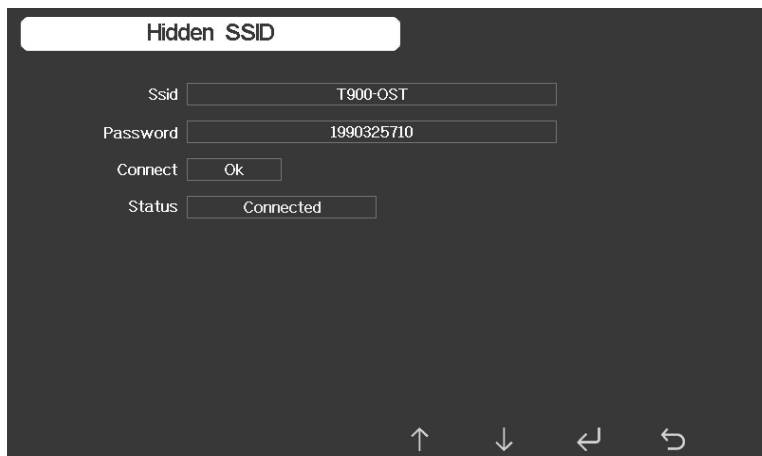 Hidden SSID
Ssid T900-OST
Password 1990325710
Connect Ok
Status Connected